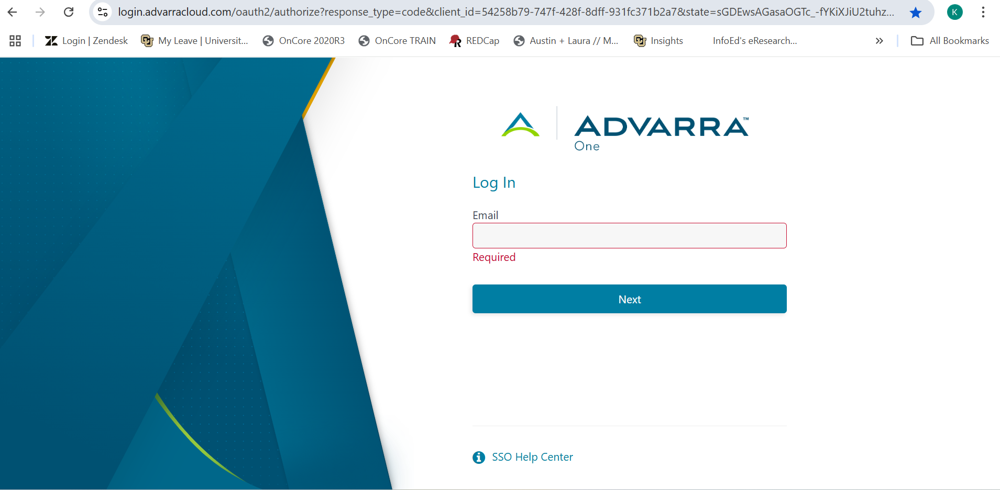 login.advarracloud.com/oauth2/authorize?response_type=code&client_id=54258b79-747f-428f-8dff-931fc371b2a7&state=sGDEwsAGasaOGTc_-fYKiXJiU2tuhz...
K
Login | Zendesk My Leave | Universit... OnCore 2020R3 OnCore TRAIN REDCap Austin + Laura // M... Insights InfoEd's eResearch... » All Bookmarks
ADVARRA™
One
Log In
Email
Required
Next
SSO Help Center